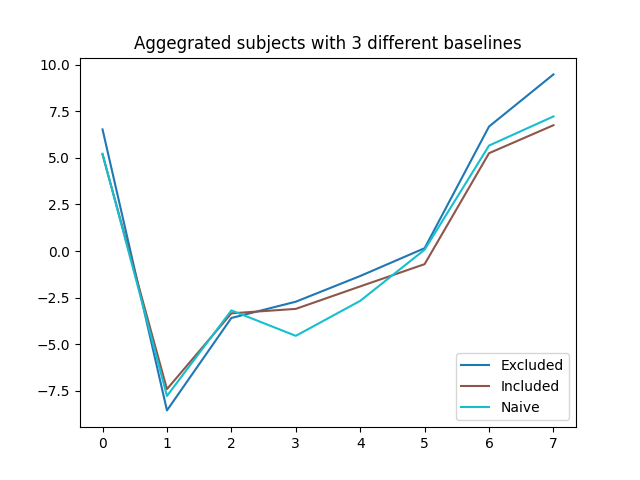 Aggegrated subjects with 3 different baselines
10.0
7.5
5.0
2.5
0.0
−2.5
−5.0
−7.5
0 1 2 3 4 5 6 7
Excluded
Included
Naive